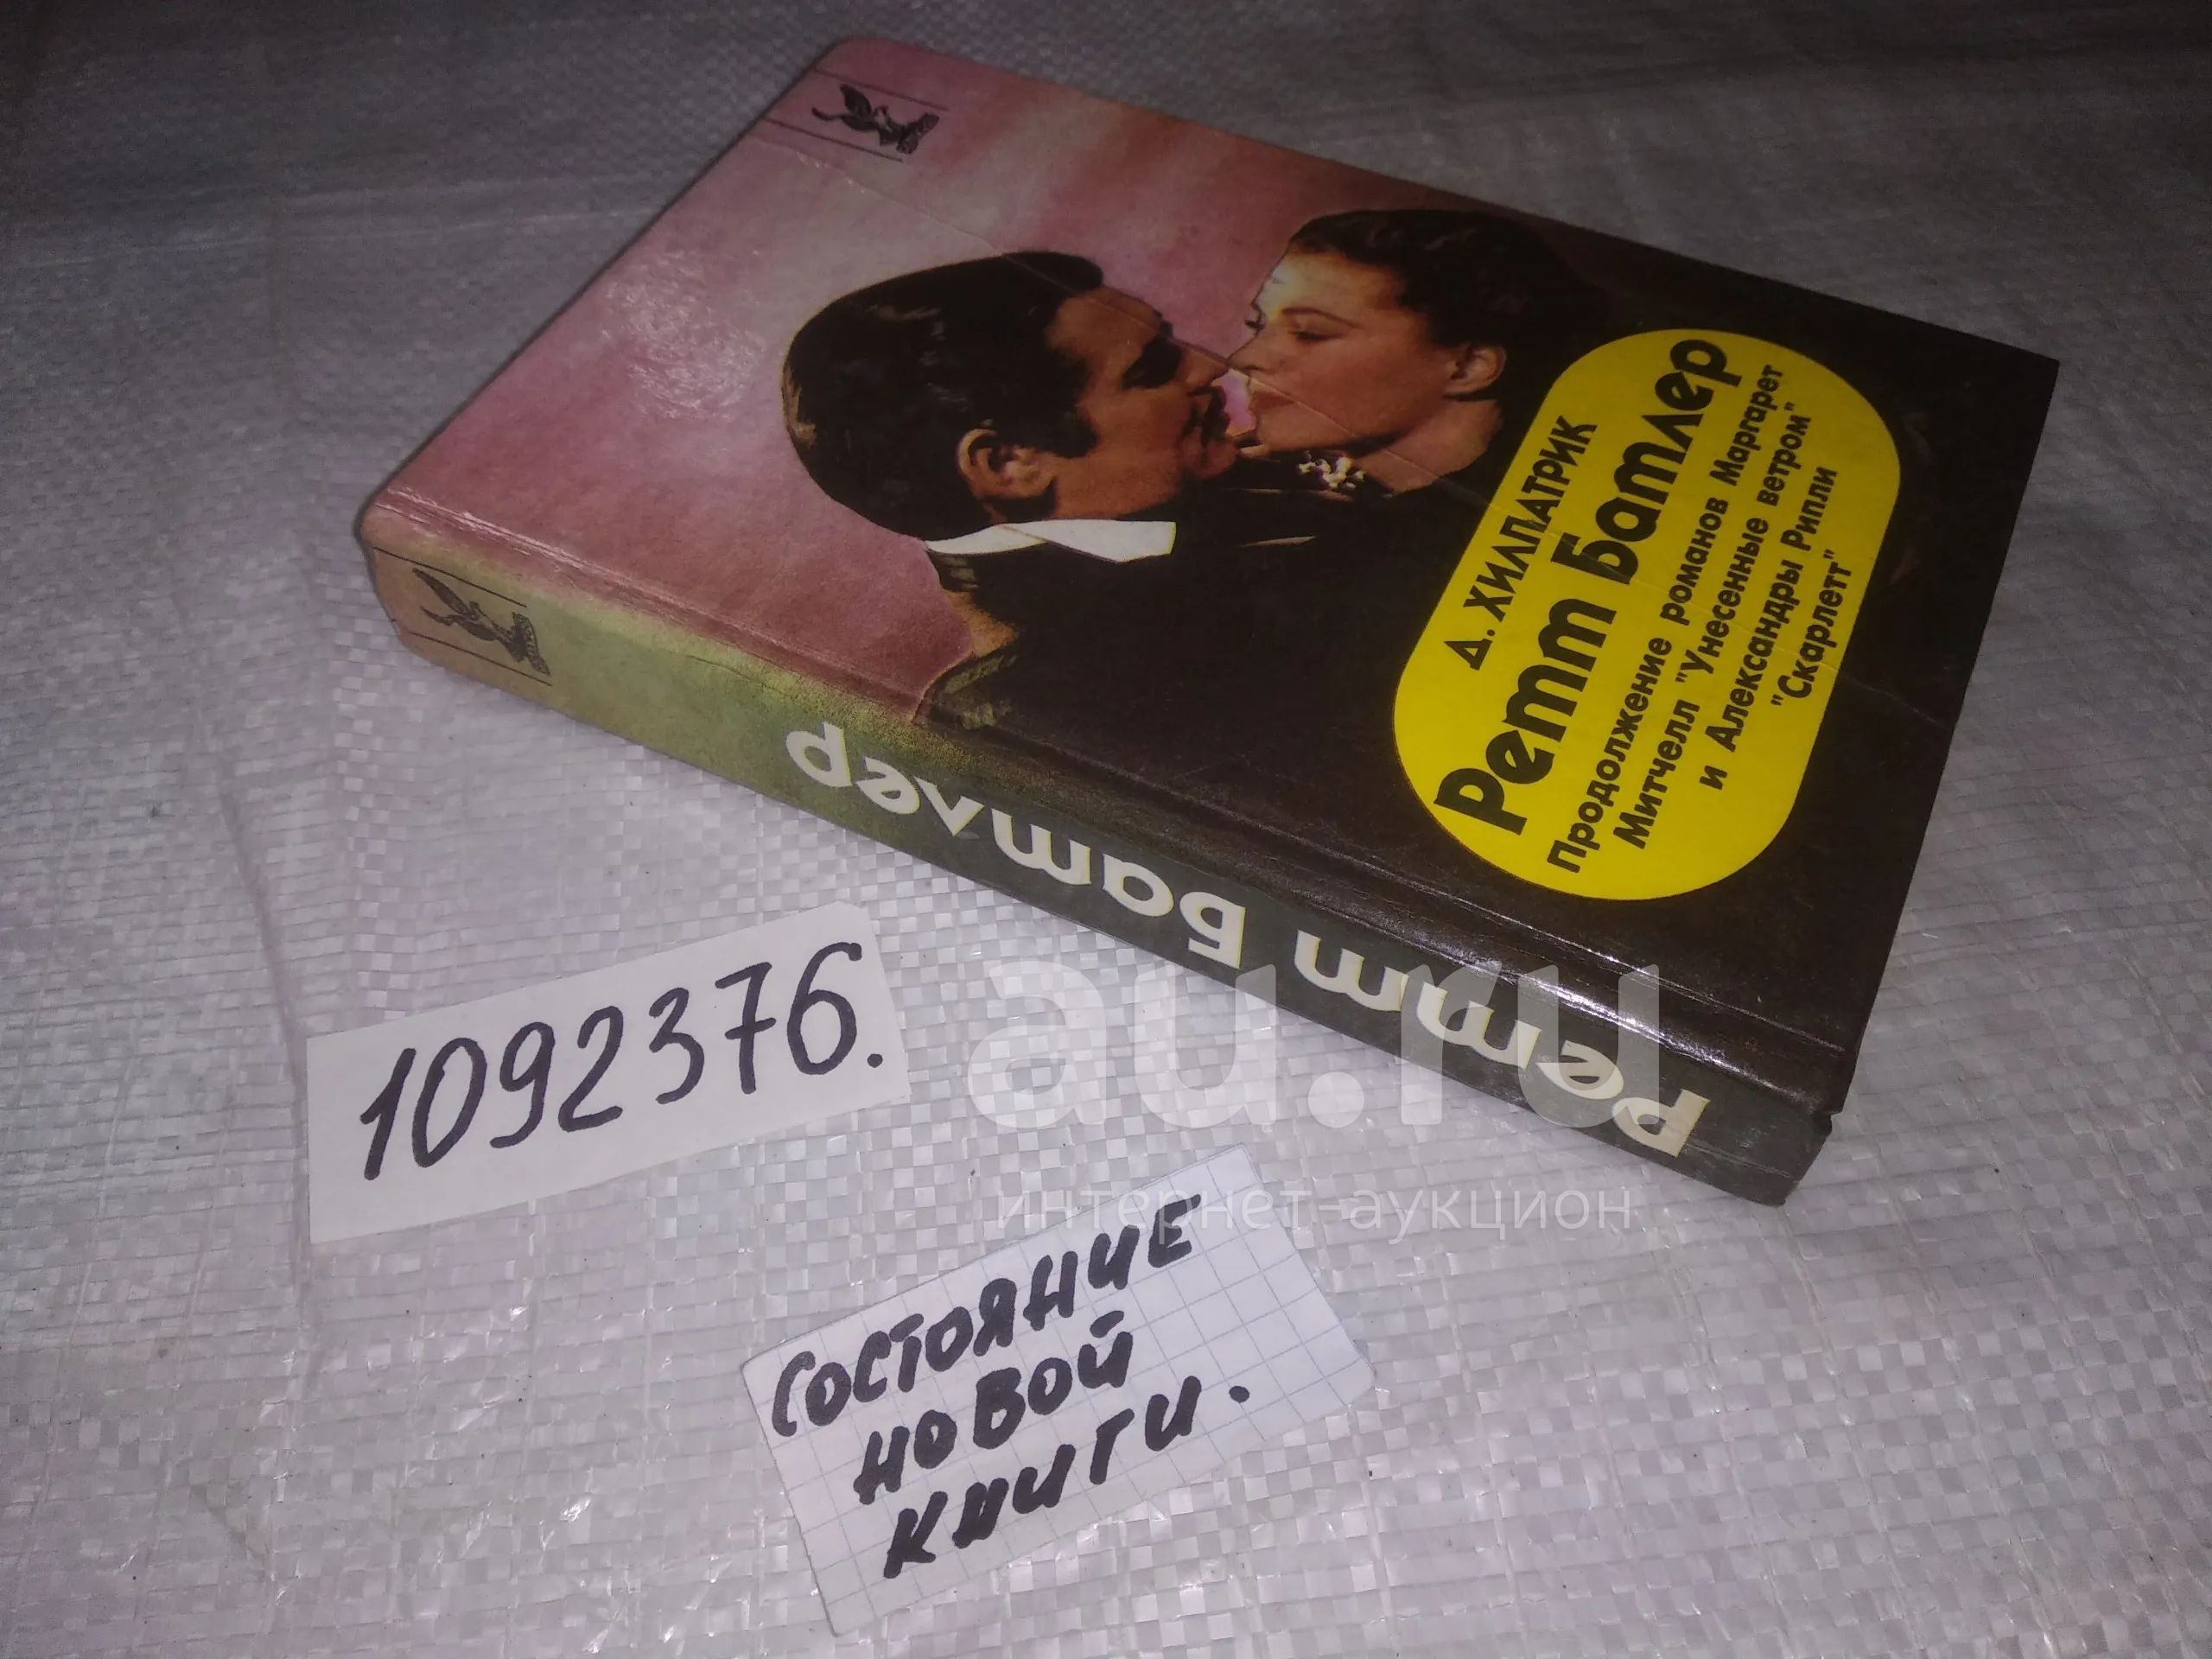 Д. ХИЛПАТРИК
Ретт Батлер
Продолжение романов Маргарет
Митчелл "Унесенные ветром"
и Александры Рипли
"Скарлетт"
Ретт Батлер
1092376.
СОСТОЯНИЕ
НОВОЙ
КНИГИ.
au.ru
интернет-аукцион